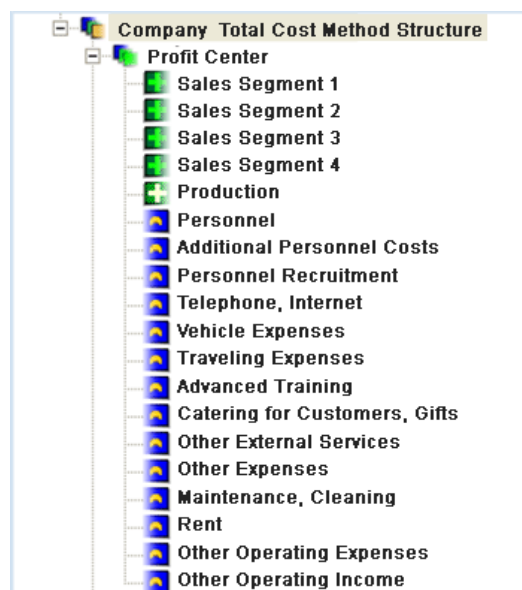 Company Total Cost Method Structure
Profit Center
Sales Segment 1
Sales Segment 2
Sales Segment 3
Sales Segment 4
Production
Personnel
Additional Personnel Costs
Personnel Recruitment
Telephone, Internet
Vehicle Expenses
Traveling Expenses
Advanced Training
Catering for Customers, Gifts
Other External Services
Other Expenses
Maintenance, Cleaning
Rent
Other Operating Expenses
Other Operating Income